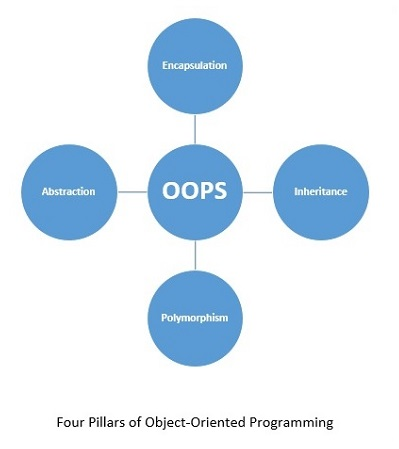 Encapsulation
Abstraction
OOPS
Inheritance
Polymorphism
Four Pillars of Object-Oriented Programming